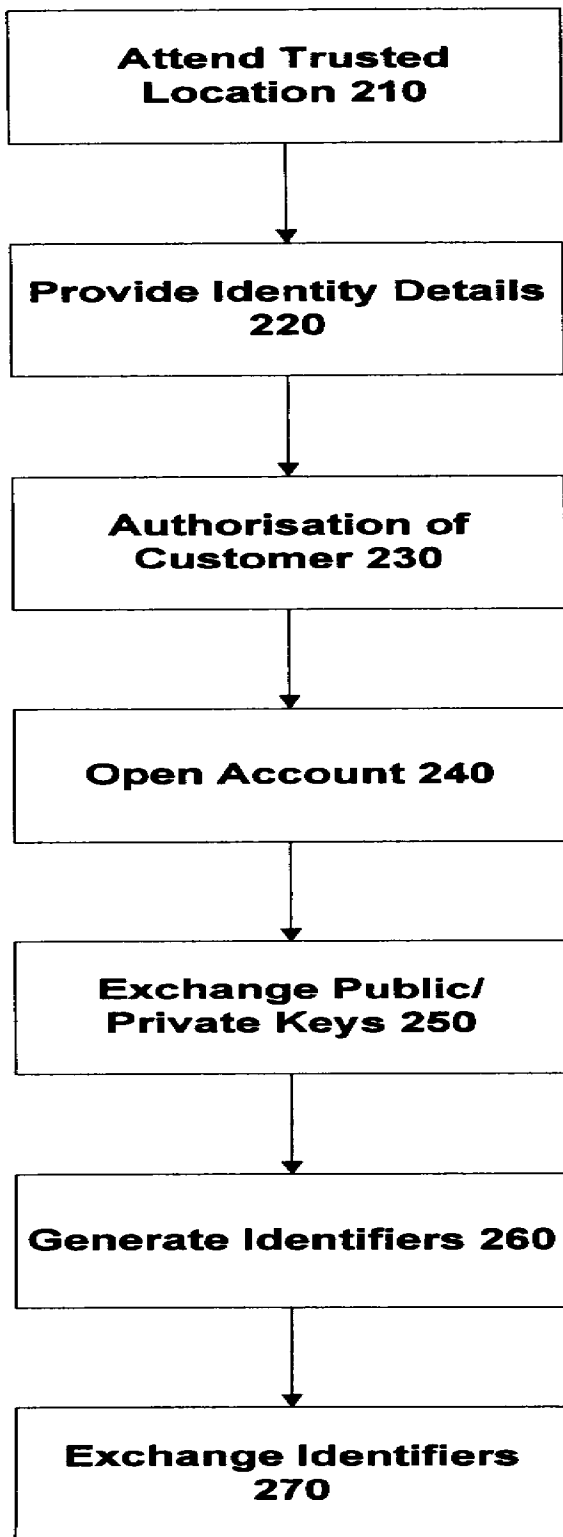 Attend Trusted
Location 210
Provide Identity Details
220
Authorisation of
Customer 230
Open Account 240
Exchange Public/
Private Keys 250
Generate Identifiers 260
Exchange Identifiers
270